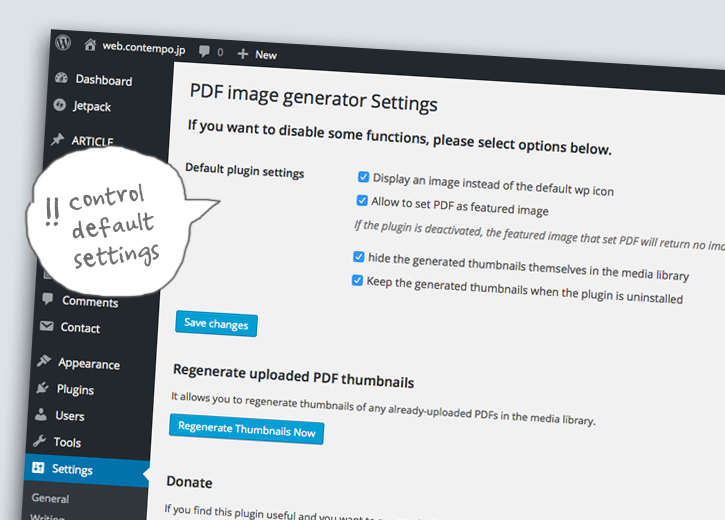 web.contempo.jp 0 New
Dashboard
Jetpack
ARTICLE
!! control
default
settings
Comments
Contact
Appearance
Plugins
Users
Tools
Settings
General
Writing
PDF image generator Settings
If you want to disable some functions, please select options below.
Default plugin settings
Display an image instead of the default wp icon
Allow to set PDF as featured image
If the plugin is deactivated, the featured image that set PDF will return no
hide the generated thumbnails themselves in the media library
Keep the generated thumbnails when the plugin is uninstalled
Save changes
Regenerate uploaded PDF thumbnails
It allows you to regenerate thumbnails of any already-uploaded PDFs in the media library.
Regenerate Thumbnails Now
Donate
If you find this plugin useful and you want to